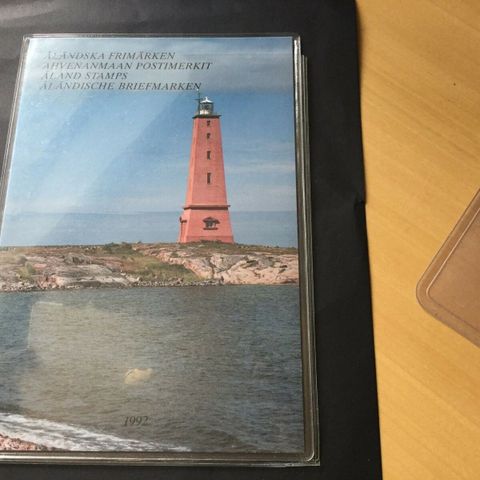 ÅLÄNDSKA FRIMÄRKEN
AHVENANMAAN POSTIMERKIT
ÅLAND STAMPS
ÅLÄNDISCHE BRIEFMARKEN
1992